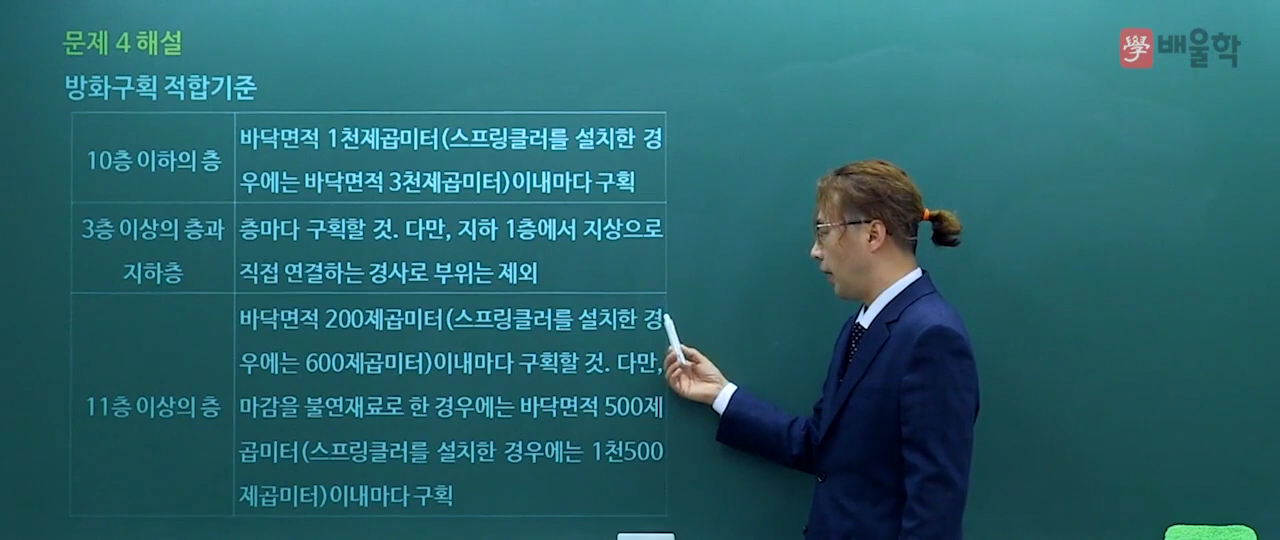 문제 4 해설
學 배울학
방화구획 적합기준
10층 이하의 층
바닥면적 1천제곱미터(스프링클러를 설치한 경
우에는 바닥면적 3천제곱미터)이내마다 구획
3층 이상의 층과
지하층
층마다 구획할 것. 다만, 지하 1층에서 지상으로
직접 연결하는 경사로 부위는 제외
11층 이상의 층
바닥면적 200제곱미터(스프링클러를 설치한 경
우에는 600제곱미터)이내마다 구획할 것. 다만,
마감을 불연재료로 한 경우에는 바닥면적 500제
곱미터(스프링클러를 설치한 경우에는 1천500
제곱미터)이내마다 구획